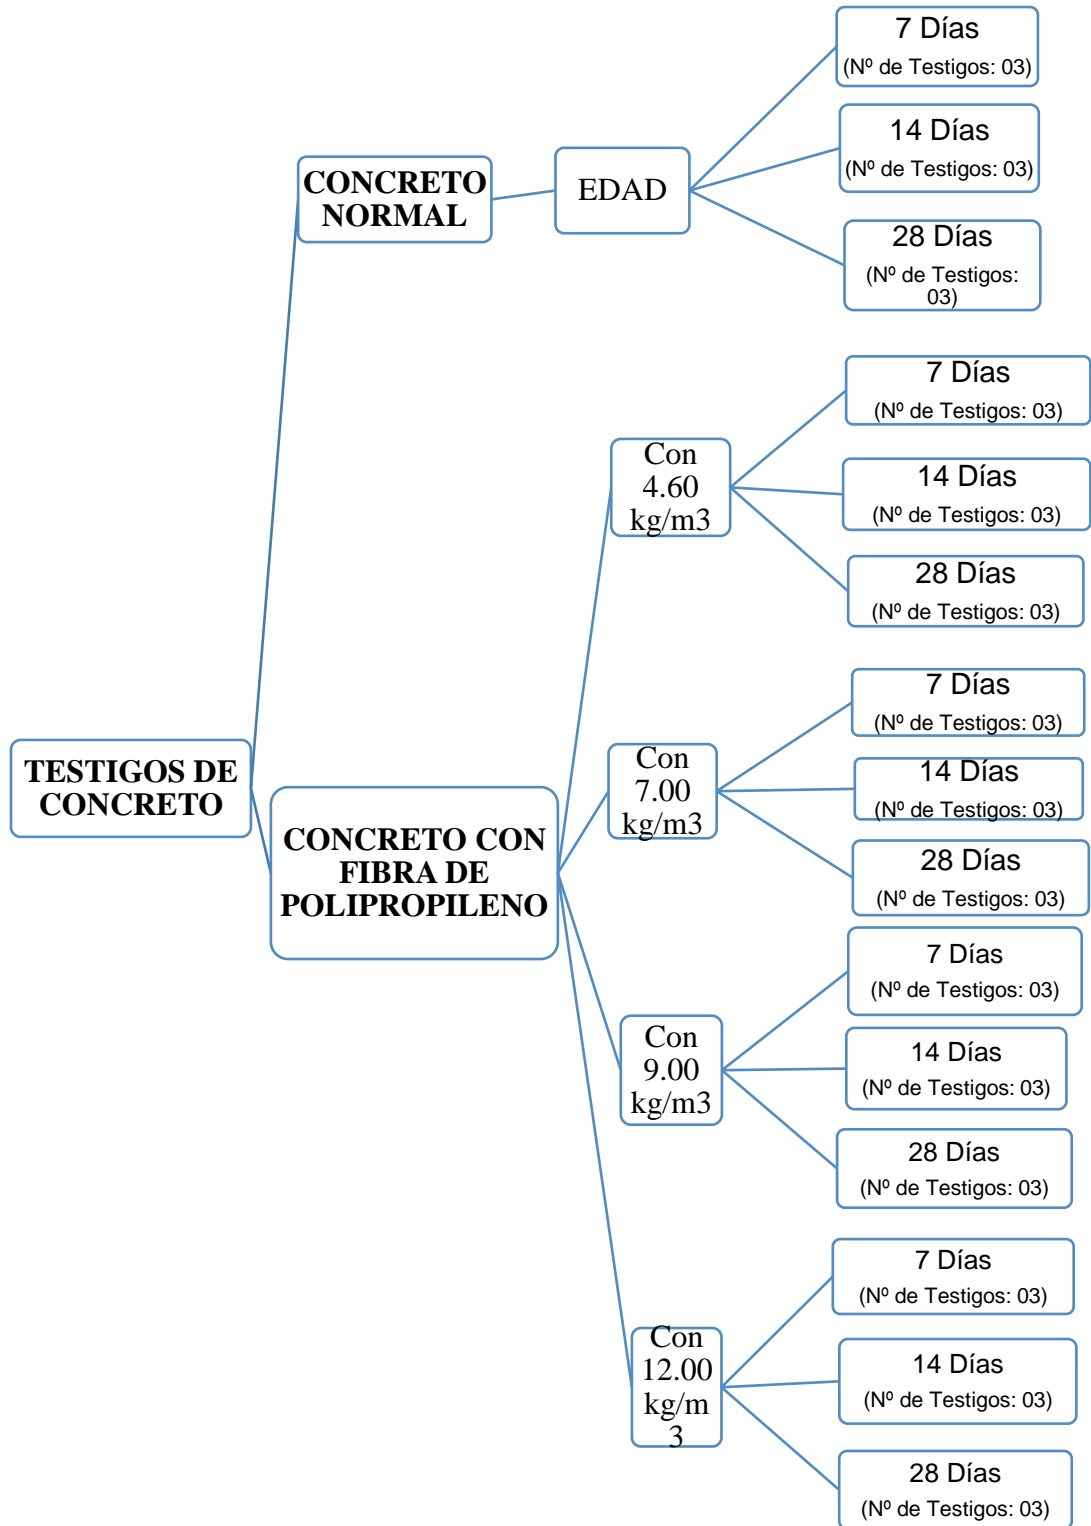 7 Días
(Nº de Testigos: 03)
14 Días
(Nº de Testigos: 03)
CONCRETO
NORMAL
EDAD
28 Días
(Nº de Testigos:
03)
7 Días
(Nº de Testigos: 03)
Con
4.60
kg/m3
14 Días
(Nº de Testigos: 03)
28 Días
(Nº de Testigos: 03)
7 Días
(Nº de Testigos: 03)
TESTIGOS DE
CONCRETO
Con
7.00
kg/m3
14 Días
(Nº de Testigos: 03)
CONCRETO CON
FIBRA DE
POLIPROPILENO
28 Días
(Nº de Testigos: 03)
7 Días
(Nº de Testigos: 03)
Con
9.00
kg/m3
14 Días
(Nº de Testigos: 03)
28 Días
(Nº de Testigos: 03)
7 Días
(Nº de Testigos: 03)
Con
12.00
kg/m
3
14 Días
(Nº de Testigos: 03)
28 Días
(Nº de Testigos: 03)